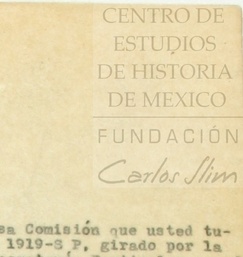 CENTRO DE
ESTUDIOS
DE HISTORIA
DE MEXICO
FUNDACIÓN
Carlos Slim
sa Comisión que usted tu-
1919-S P, girado por la